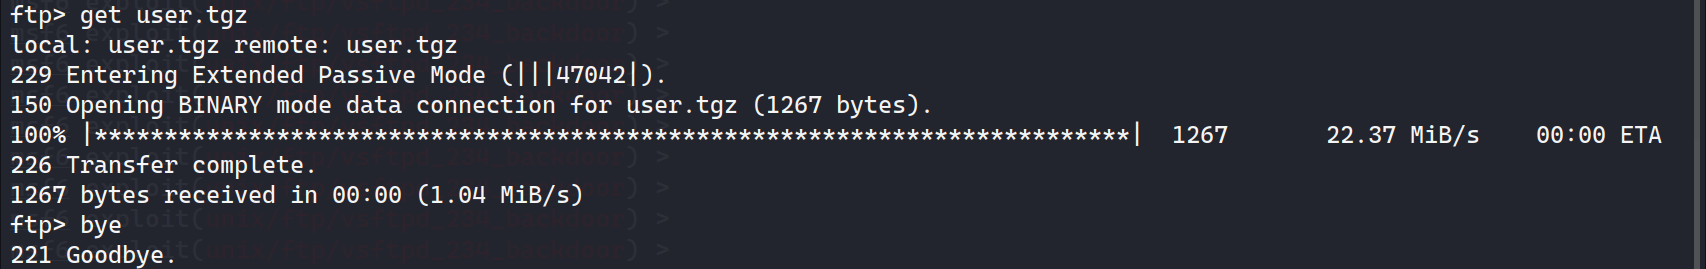 ftp> get user.tgz
local: user.tgz remote: user.tgz
229 Entering Extended Passive Mode (|||47042|).
150 Opening BINARY mode data connection for user.tgz (1267 bytes).
100% |**************************************************************************| 1267 22.37 MiB/s 00:00 ETA
226 Transfer complete.
1267 bytes received in 00:00 (1.04 MiB/s)
ftp> bye
221 Goodbye.